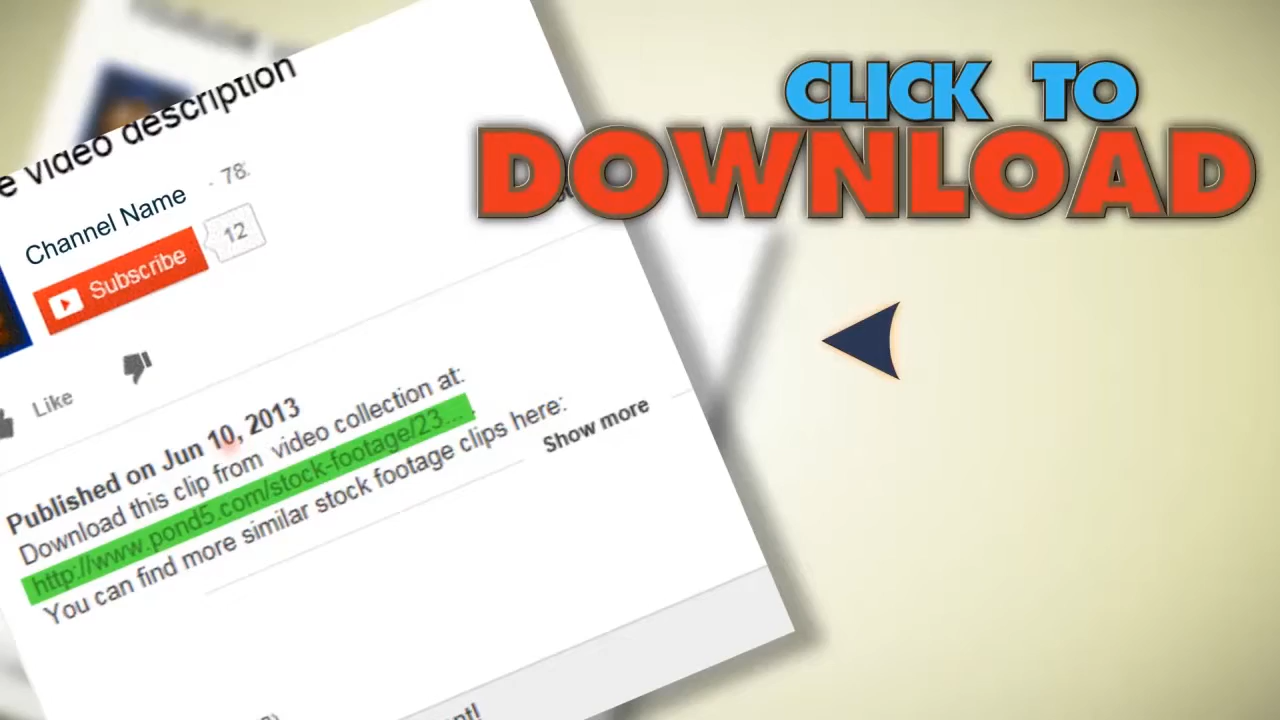 CLICK TO
DOWNLOAD
e video description
Channel Name
78
Subscribe
12
Like
Published on Jun 10, 2013
Download this clip from video collection at:
http://www.pond5.com/stock-footage/23...
You can find more similar stock footage clips here:
Show more